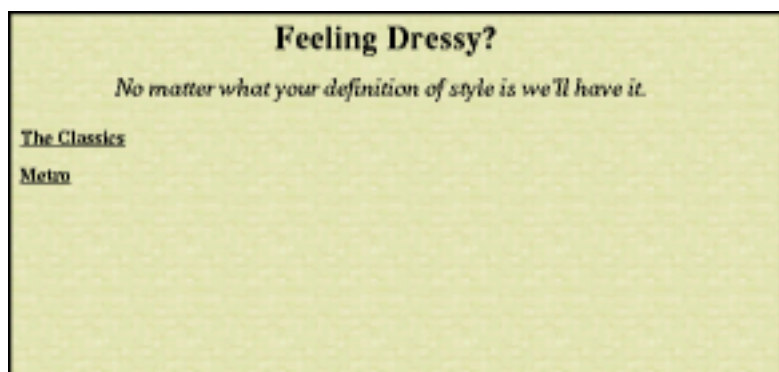 Feeling Dressy?
No matter what your definition of style is we'll have it.
The Classics
Metro